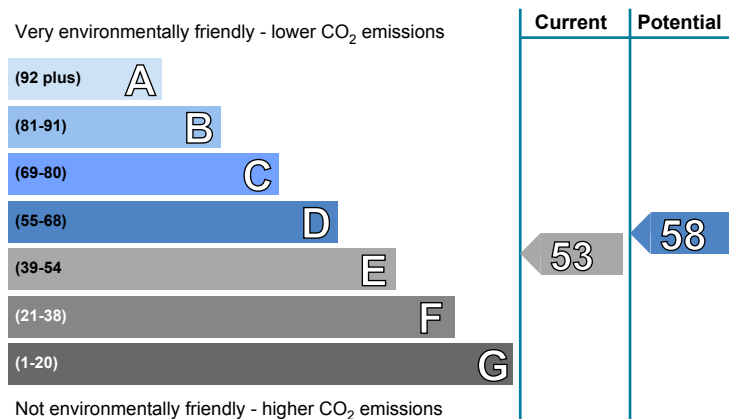 Current Potential
Very environmentally friendly - lower CO₂ emissions
(92 plus) A
(81-91) B
(69-80) C
(55-68) D
58
(39-54 E
53
(21-38) F
(1-20) G
Not environmentally friendly - higher CO₂ emissions